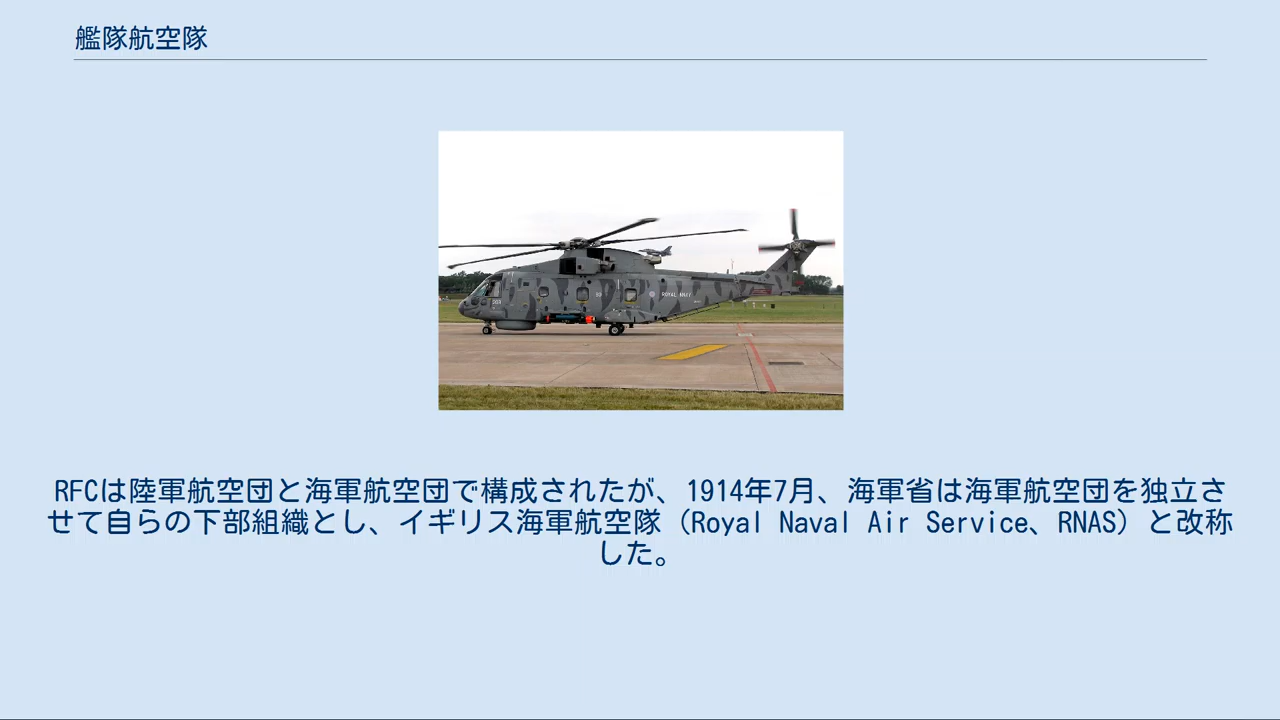 艦隊航空隊
ROYAL NAVY
RFCは陸軍航空団と海軍航空団で構成されたが、1914年7月、海軍省は海軍航空団を独立さ
せて自らの下部組織とし、イギリス海軍航空隊（Royal Naval Air Service、RNAS）と改称
した。